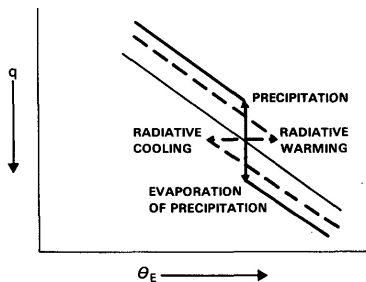 q
PRECIPITATION
RADIATIVE
COOLING
RADIATIVE
WARMING
EVAPORATION
OF PRECIPITATION
θE